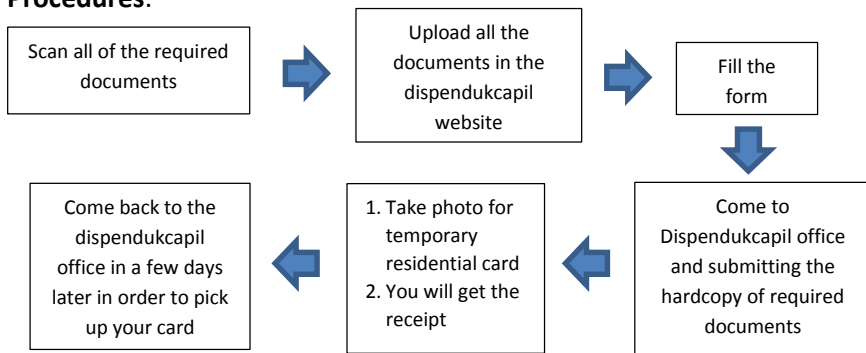 Procedures:
Scan all of the required
documents
Upload all the
documents in the
dispendukcapil
website
Fill the
form
Come to
Dispendukcapil office
and submitting the
hardcopy of required
documents
1. Take photo for
temporary
residential card
2. You will get the
receipt
Come back to the
dispendukcapil
office in a few days
later in order to pick
up your card